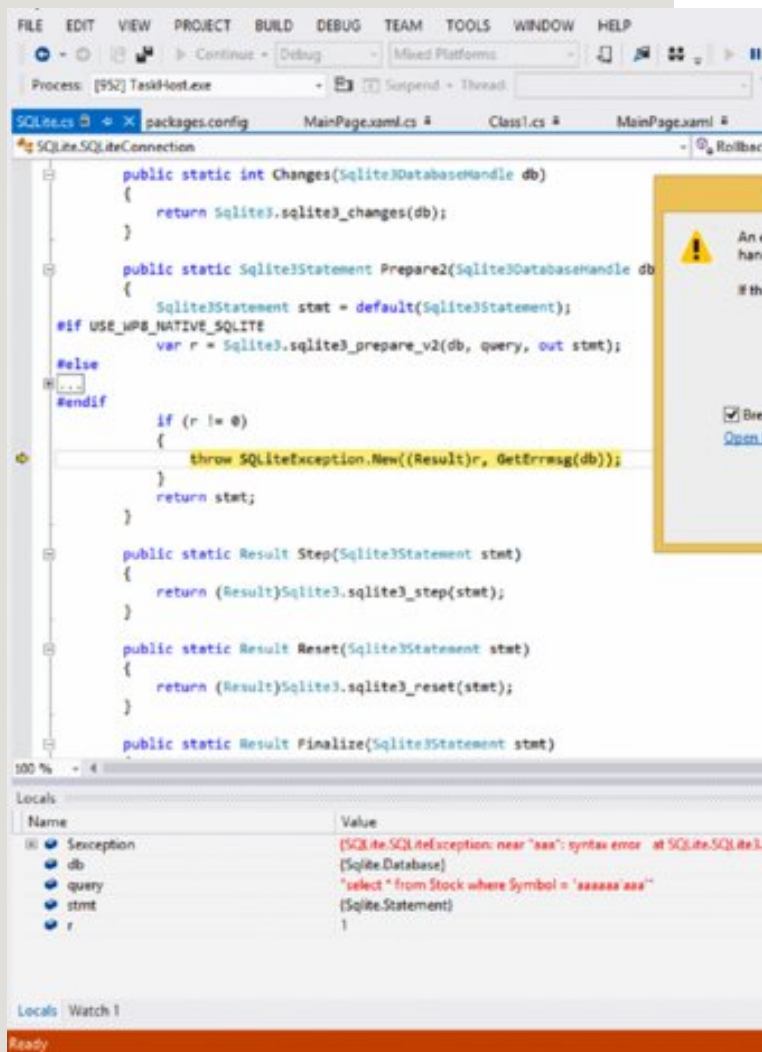 FILE EDIT VIEW PROJECT BUILD DEBUG TEAM TOOLS WINDOW HELP
Continue Debug Mixed Platforms
Process: [952] TaskHost.exe Suspend Thread:
SQLite.cs packages.config MainPage.xaml.cs Class1.cs MainPage.xaml
SQLite.SQLiteConnection Rollbac
public static int Changes(Sqlite3DatabaseHandle db)
{
return Sqlite3.sqlite3_changes(db);
}
public static Sqlite3Statement Prepare2(Sqlite3DatabaseHandle db
{
Sqlite3Statement stmt = default(Sqlite3Statement);
#if USE_WP8_NATIVE_SQLITE
var r = Sqlite3.sqlite3_prepare_v2(db, query, out stmt);
#else
...
#endif
if (r != 0)
{
throw SQLiteException.New((Result)r, GetErrmsg(db));
}
return stmt;
}
public static Result Step(Sqlite3Statement stmt)
{
return (Result)Sqlite3.sqlite3_step(stmt);
}
public static Result Reset(Sqlite3Statement stmt)
{
return (Result)Sqlite3.sqlite3_reset(stmt);
}
public static Result Finalize(Sqlite3Statement stmt)
An e
han
If th
Bre
Open
100 %
Locals
Name Value
$exception {SQLite.SQLiteException: near "aaa": syntax error at SQLite.SQLite3.
db {Sqlite.Database}
query "select * from Stock where Symbol = 'aaaaaa'aaa'"
stmt {Sqlite.Statement}
r 1
Locals Watch 1
Ready